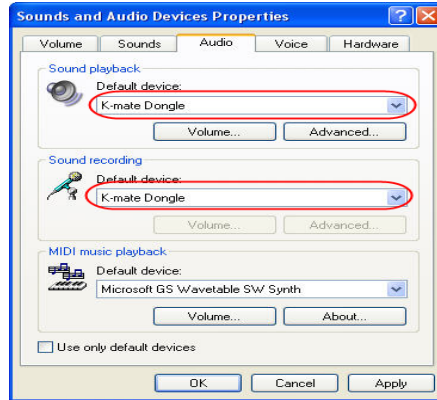 Sounds and Audio Devices Properties
Volume Sounds Audio Voice Hardware
Sound playback
Default device:
K-mate Dongle
Volume... Advanced...
Sound recording
Default device:
K-mate Dongle
Volume... Advanced...
MIDI music playback
Default device:
Microsoft GS Wavetable SW Synth
Volume... About...
Use only default devices
OK Cancel Apply